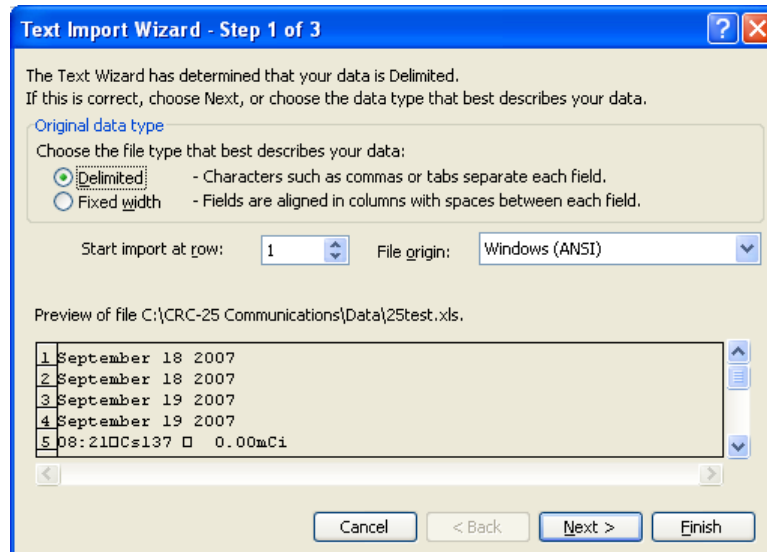 Text Import Wizard - Step 1 of 3
The Text Wizard has determined that your data is Delimited.
If this is correct, choose Next, or choose the data type that best describes your data.
Original data type
Choose the file type that best describes your data:
Delimited - Characters such as commas or tabs separate each field.
Fixed width - Fields are aligned in columns with spaces between each field.
Start import at row: 1 File origin: Windows (ANSI)
Preview of file C:\CRC-25 Communications\Data\25test.xls.
1 September 18 2007
2 September 18 2007
3 September 19 2007
4 September 19 2007
5 08:21□Cs137 □ 0.00mCi
Cancel < Back Next > Finish